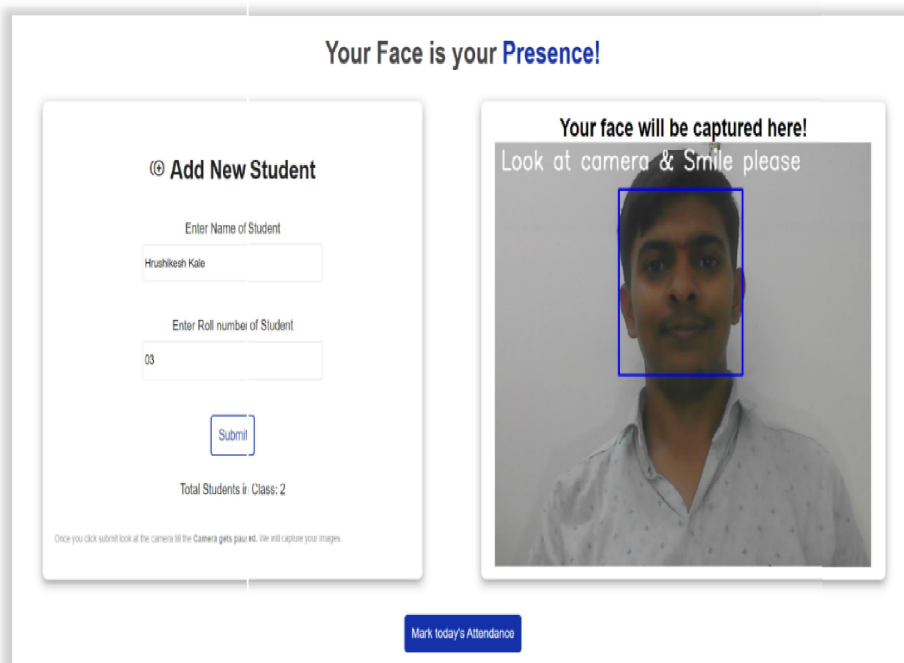 Your Face is your Presence!
Add New Student
Enter Name of Student
Hrushikesh Kale
Enter Roll number of Student
03
Submit
Total Students in Class: 2
Once you click submit look at the camera till the Camera gets paused. We will capture your images.
Your face will be captured here!
Look at camera & Smile please
Mark today's Attendance